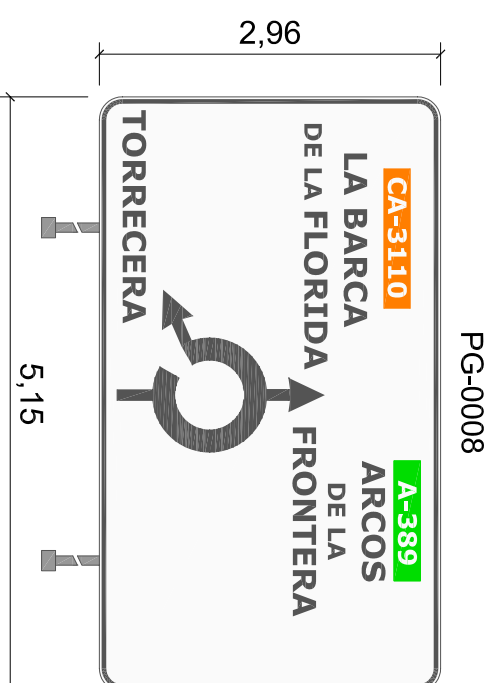 2,96
PG-0008
CA-3110
LA BARCA
DE LA FLORIDA
TORRECERA
A-389
ARCOS
DE LA
FRONTERA
5,15